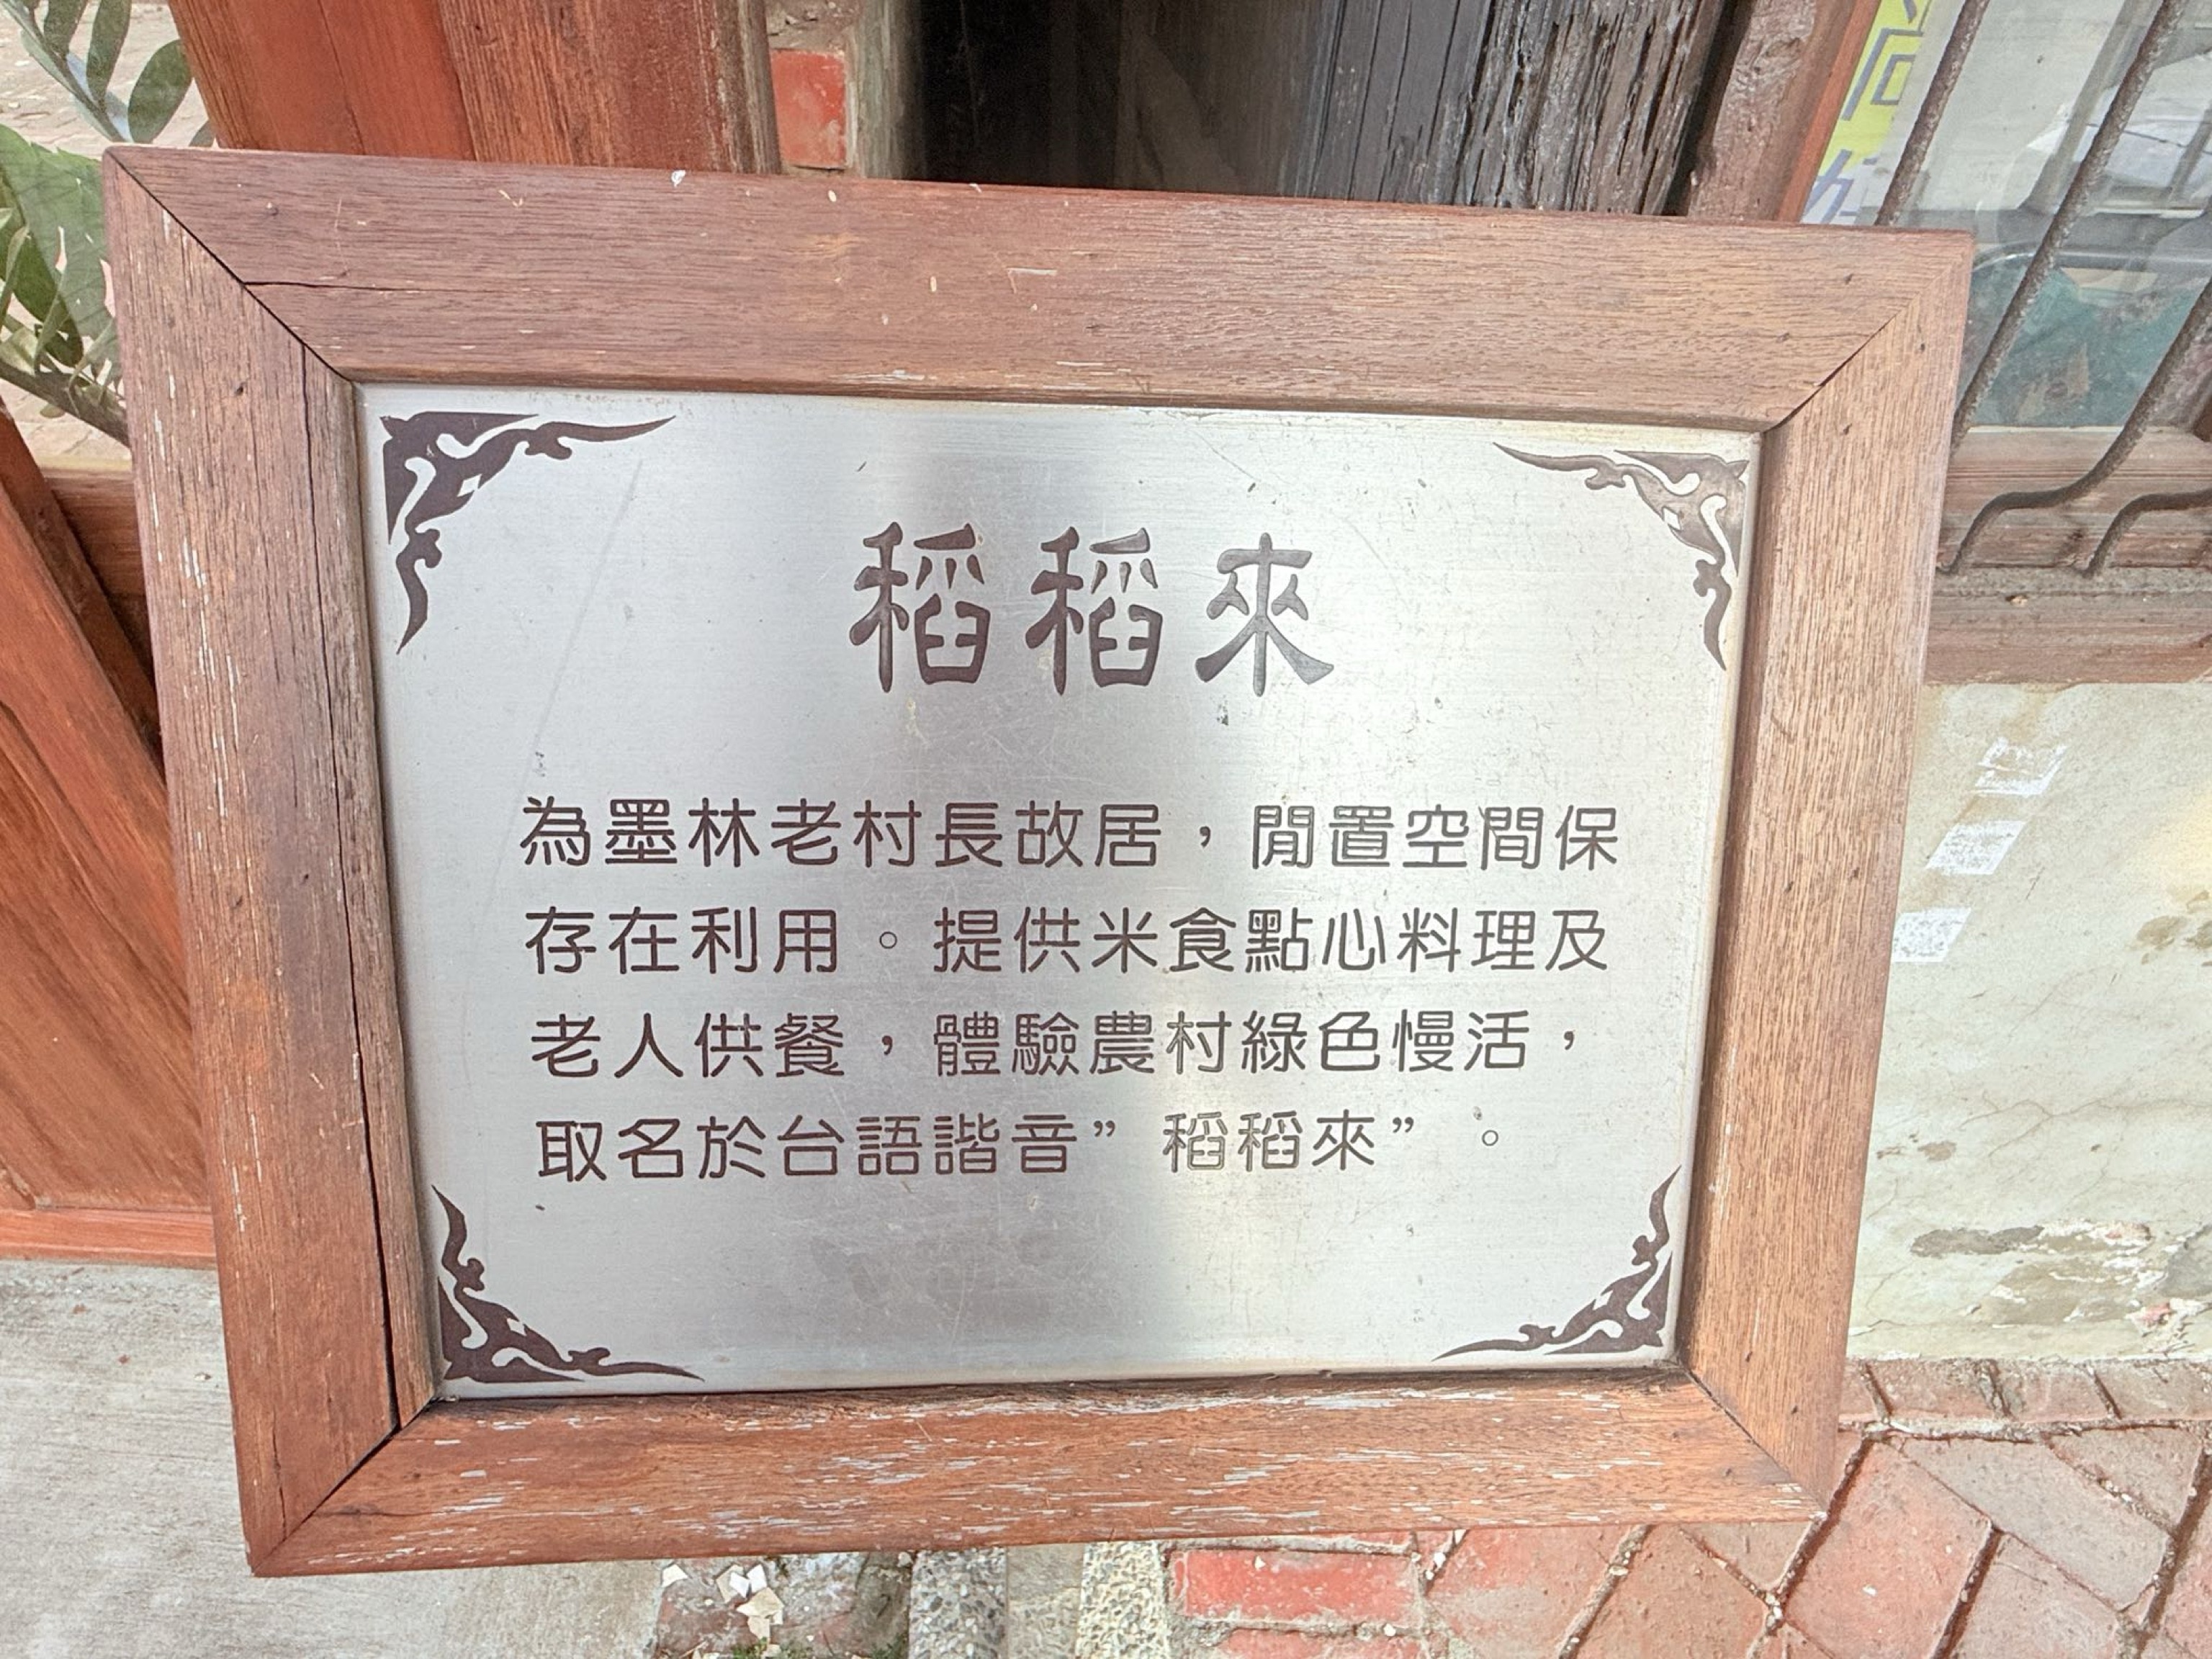 稻稻來
為墨林老村長故居，閒置空間保
存在利用。提供米食點心料理及
老人供餐，體驗農村綠色慢活，
取名於台語諧音”稻稻來”。